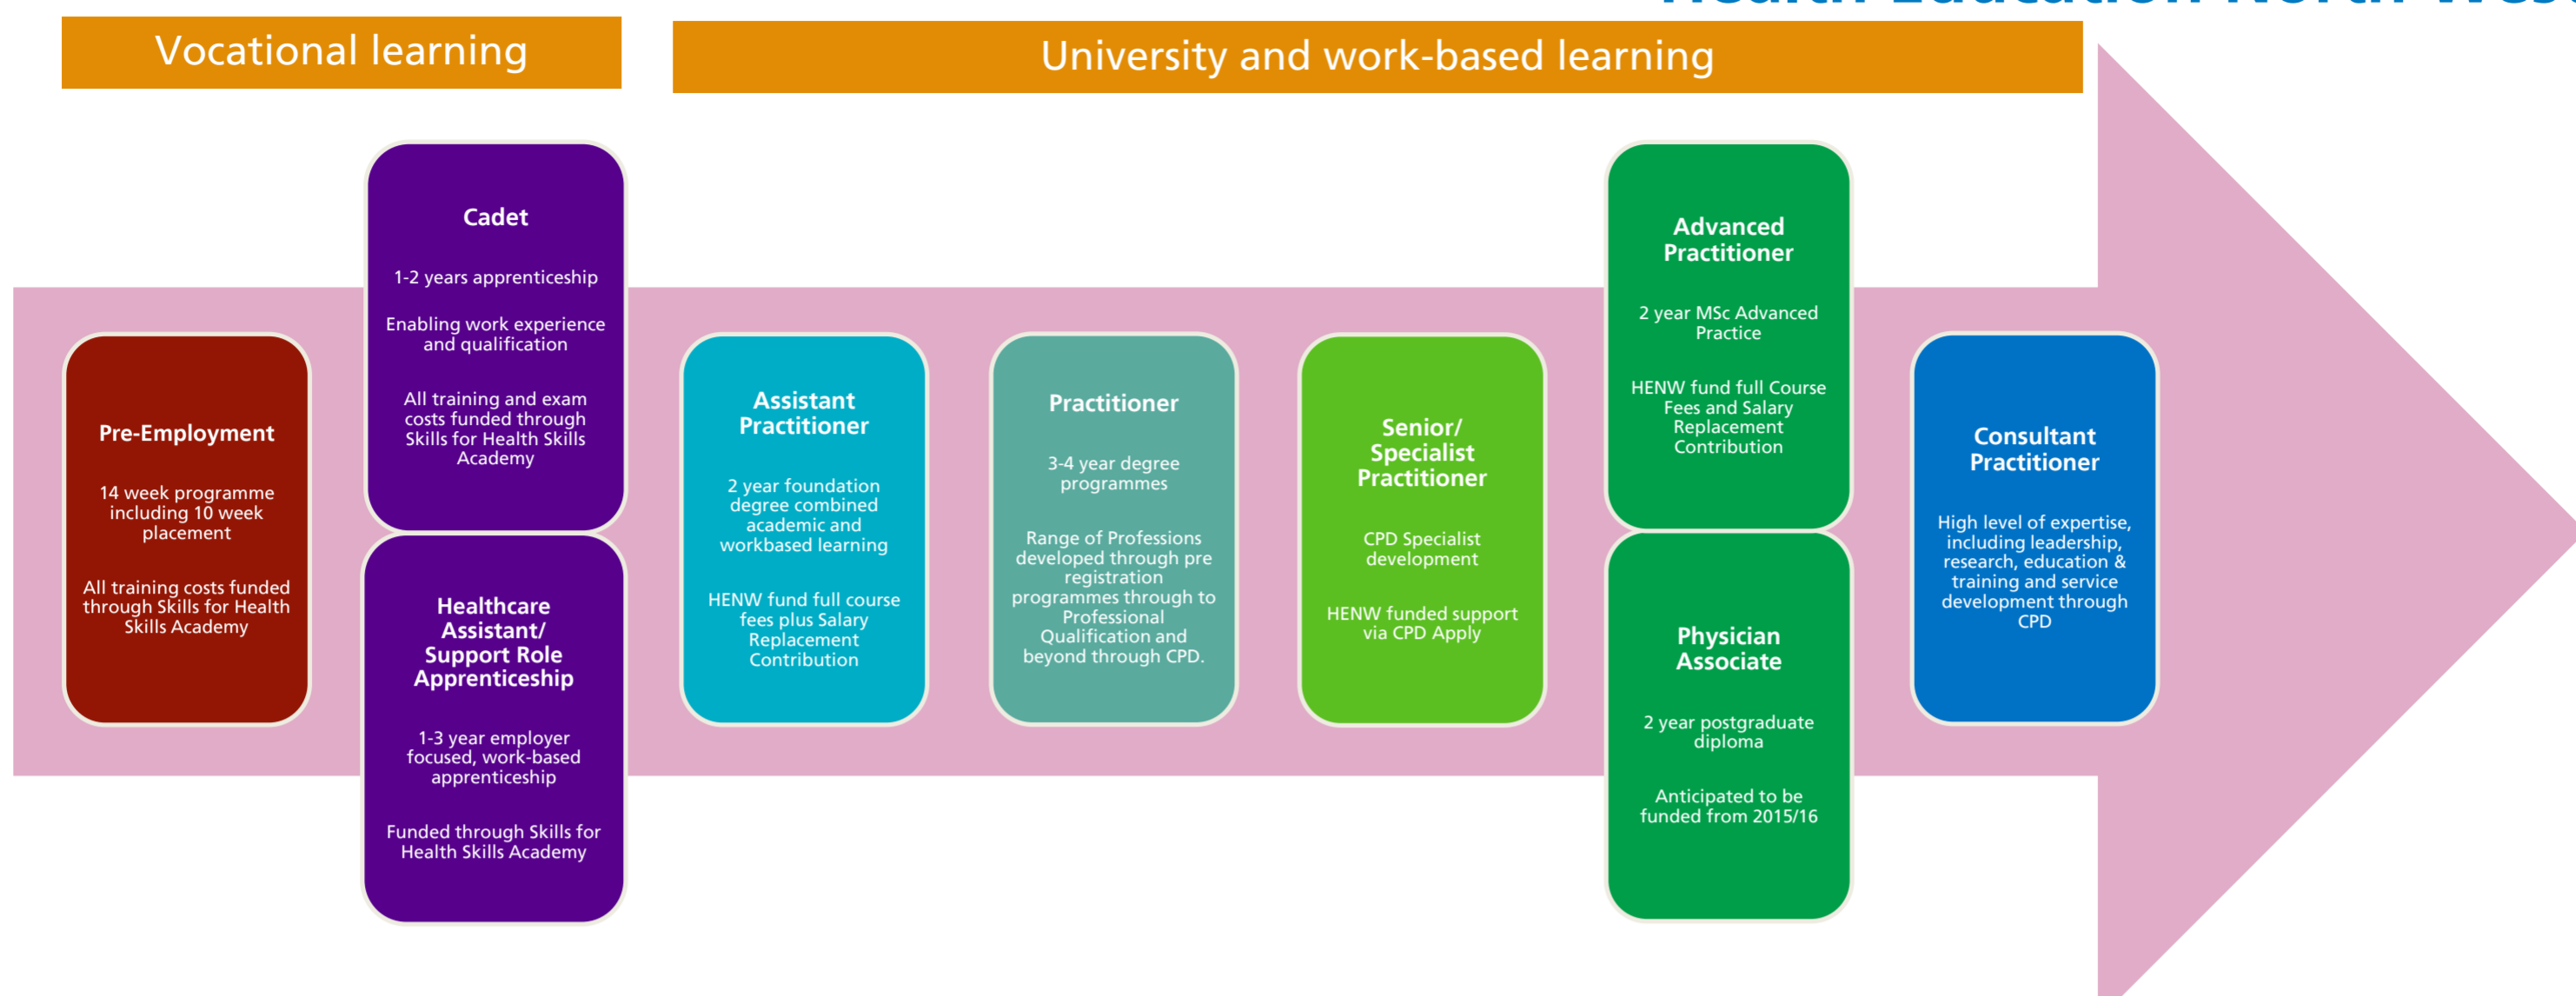 Health Education North West
Vocational learning
University and work-based learning
Pre-Employment
14 week programme
including 10 week
placement
All training costs funded
through Skills for Health
Skills Academy
Cadet
1-2 years apprenticeship
Enabling work experience
and qualification
All training and exam
costs funded through
Skills for Health Skills
Academy
Healthcare
Assistant/
Support Role
Apprenticeship
1-3 year employer
focused, work-based
apprenticeship
Funded through Skills for
Health Skills Academy
Assistant
Practitioner
2 year foundation
degree combined
academic and
workbased learning
HENW fund full course
fees plus Salary
Replacement
Contribution
Practitioner
3-4 year degree
programmes
Range of Professions
developed through pre
registration
programmes through to
Professional
Qualification and
beyond through CPD.
Senior/
Specialist
Practitioner
CPD Specialist
development
HENW funded support
via CPD Apply
Advanced
Practitioner
2 year MSc Advanced
Practice
HENW fund full Course
Fees and Salary
Replacement
Contribution
Physician
Associate
2 year postgraduate
diploma
Anticipated to be
funded from 2015/16
Consultant
Practitioner
High level of expertise,
including leadership,
research, education &
training and service
development through
CPD